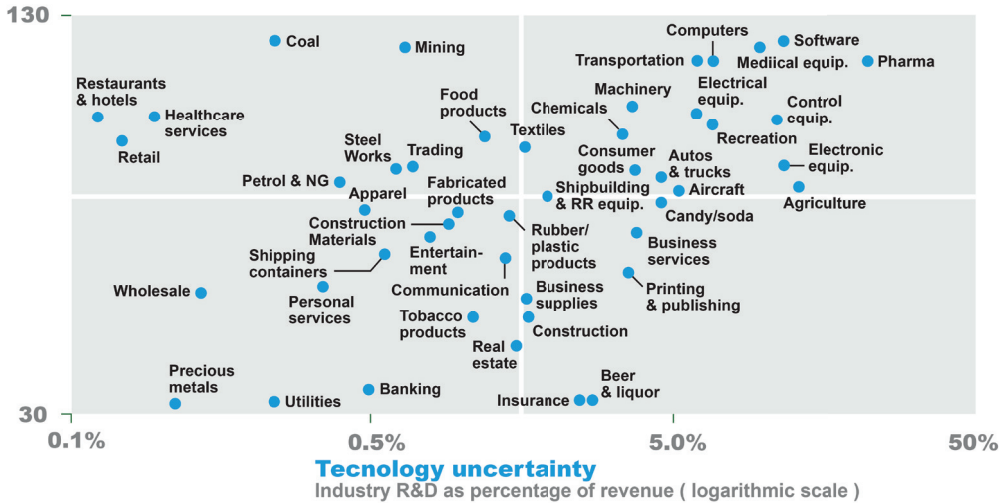 130
Coal
Mining
Computers
Software
Transportation
Mediical equip.
Pharma
Restaurants
& hotels
Healthcare
services
Retail
Food
products
Machinery
Electrical
equip.
Chemicals
Control
equip.
Textiles
Recreation
Steel
Works
Trading
Consumer
goods
Autos
& trucks
Electronic
equip.
Petrol & NG
Apparel
Fabricated
products
Shipbuilding
& RR equip.
Aircraft
Agriculture
Candy/soda
Construction
Materials
Rubber/
plastic
products
Entertain-
ment
Business
services
Shipping
containers
Communication
Wholesale
Personal
services
Business
supplies
Printing
& publishing
Tobacco
products
Construction
Real
estate
Precious
metals
Utilities
Banking
Insurance
Beer
& liquor
30
0.1%
0.5%
5.0%
50%
Tecnology uncertainty
Industry R&D as percentage of revenue ( logarithmic scale )